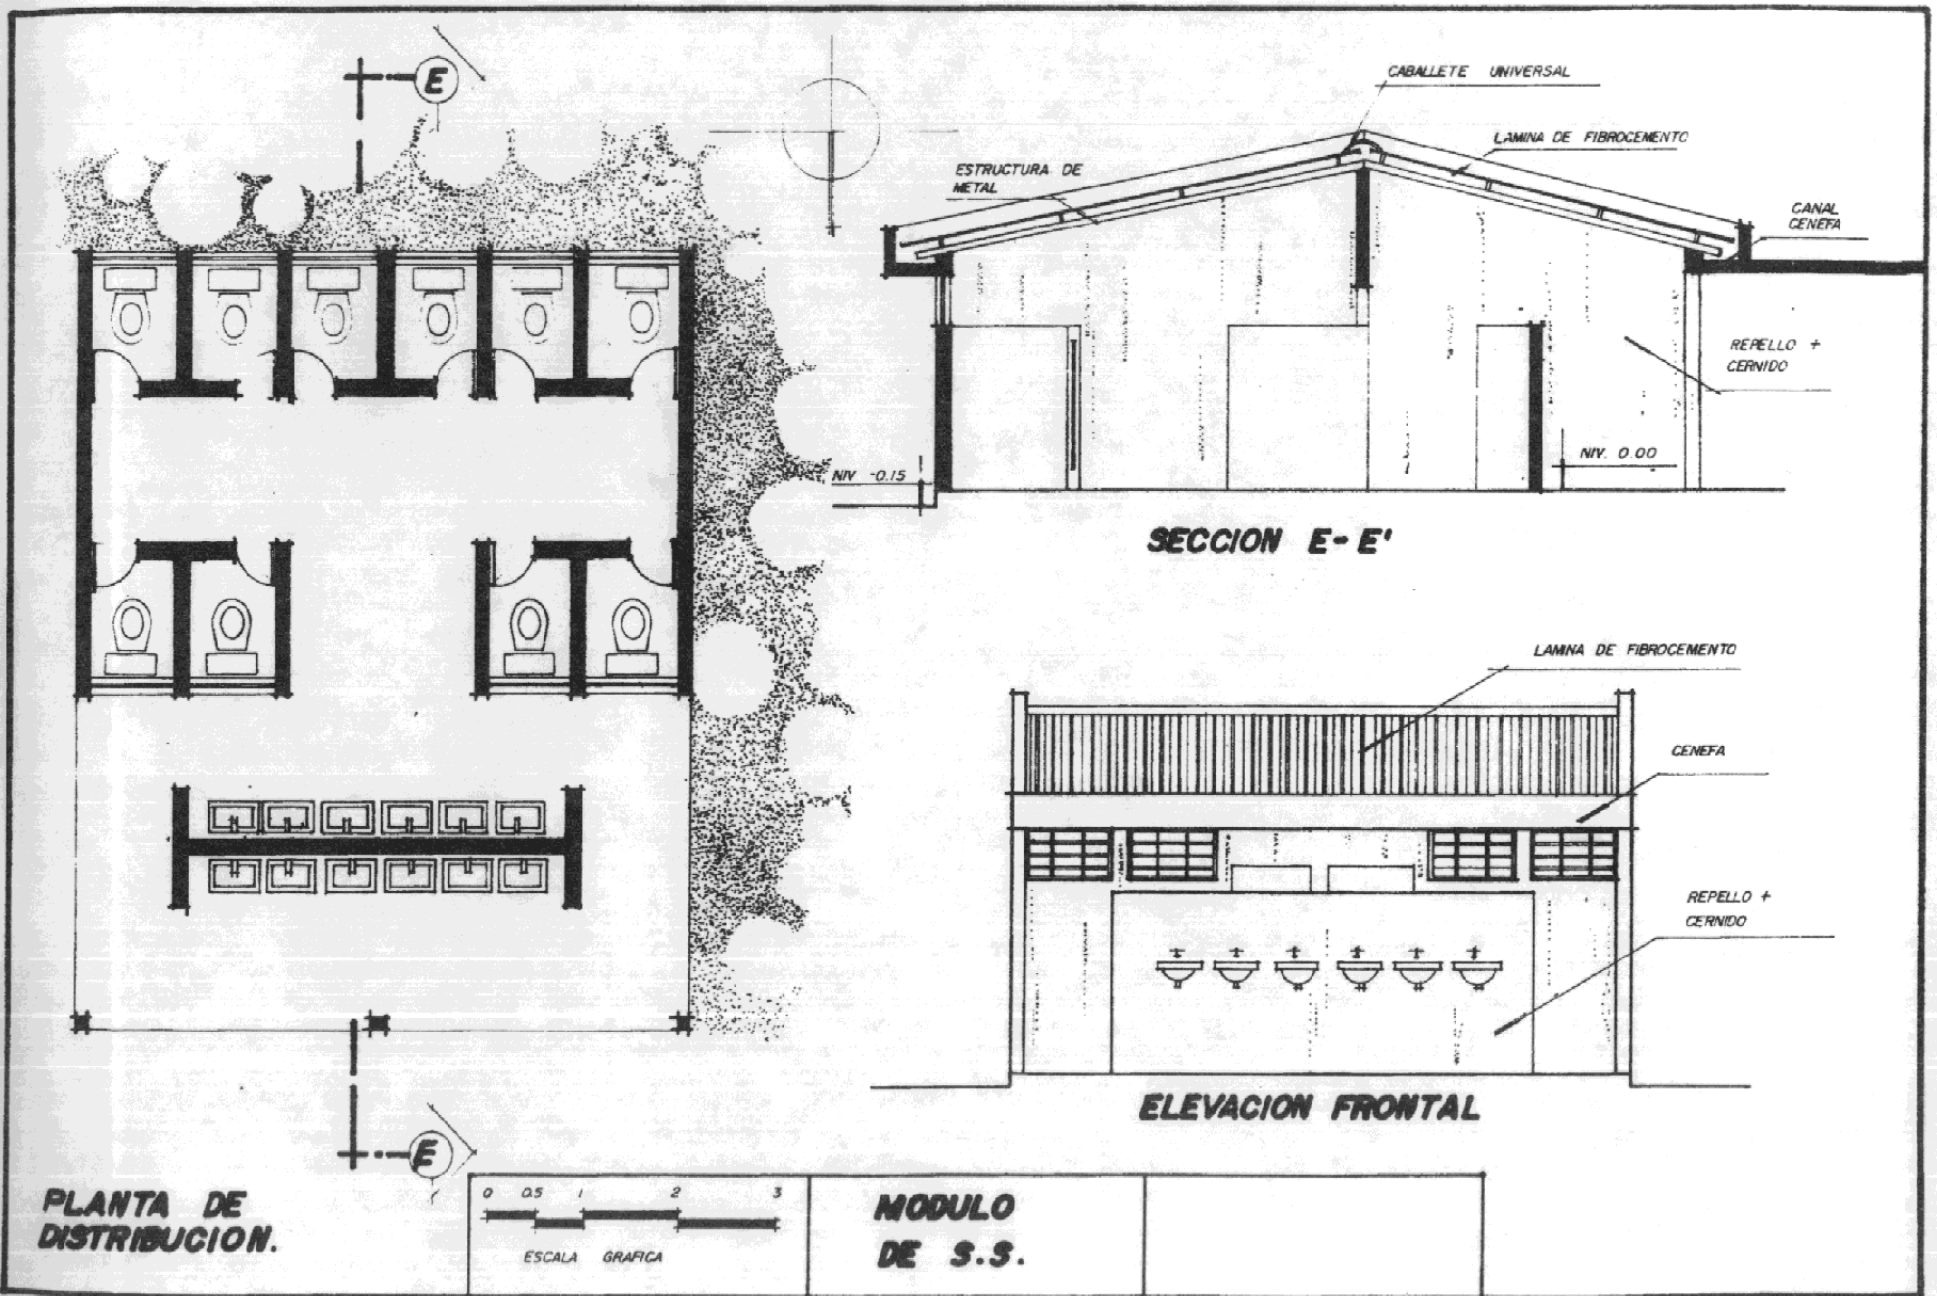 E
CABALLETE UNIVERSAL
LAMINA DE FIBROCEMENTO
ESTRUCTURA DE
METAL
CANAL
CENEFA
REPELLO +
CERNIDO
NIV -0.15
NIV. 0.00
SECCION E-E'
LAMINA DE FIBROCEMENTO
CENEFA
REPELLO +
CERNIDO
ELEVACION FRONTAL
E
PLANTA DE
DISTRIBUCION.
0 0.5 1 2 3
ESCALA GRAFICA
MODULO
DE S.S.